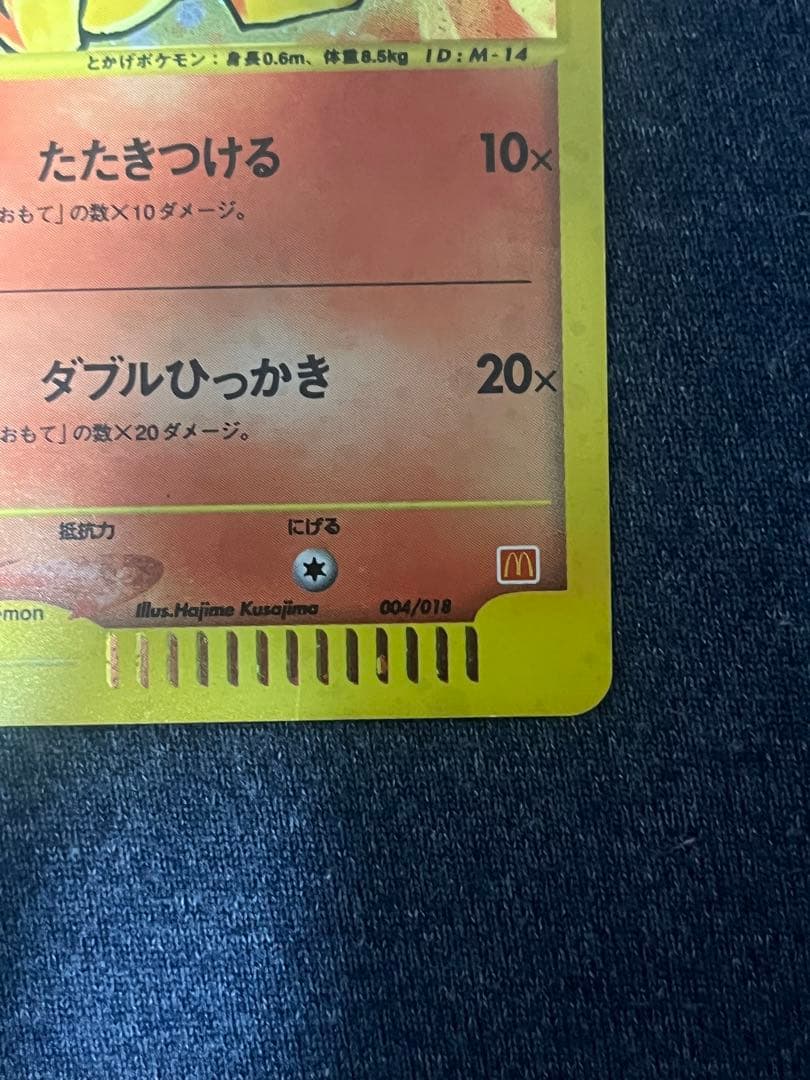 とかげポケモン：身長0.6m、体重8.5kg ID:M-14
たたきつける 10×
おもて」の数×10ダメージ。
ダブルひっかき 20×
おもて」の数×20ダメージ。
抵抗力 にげる
mon Illus.Hajime Kusajima 004/018